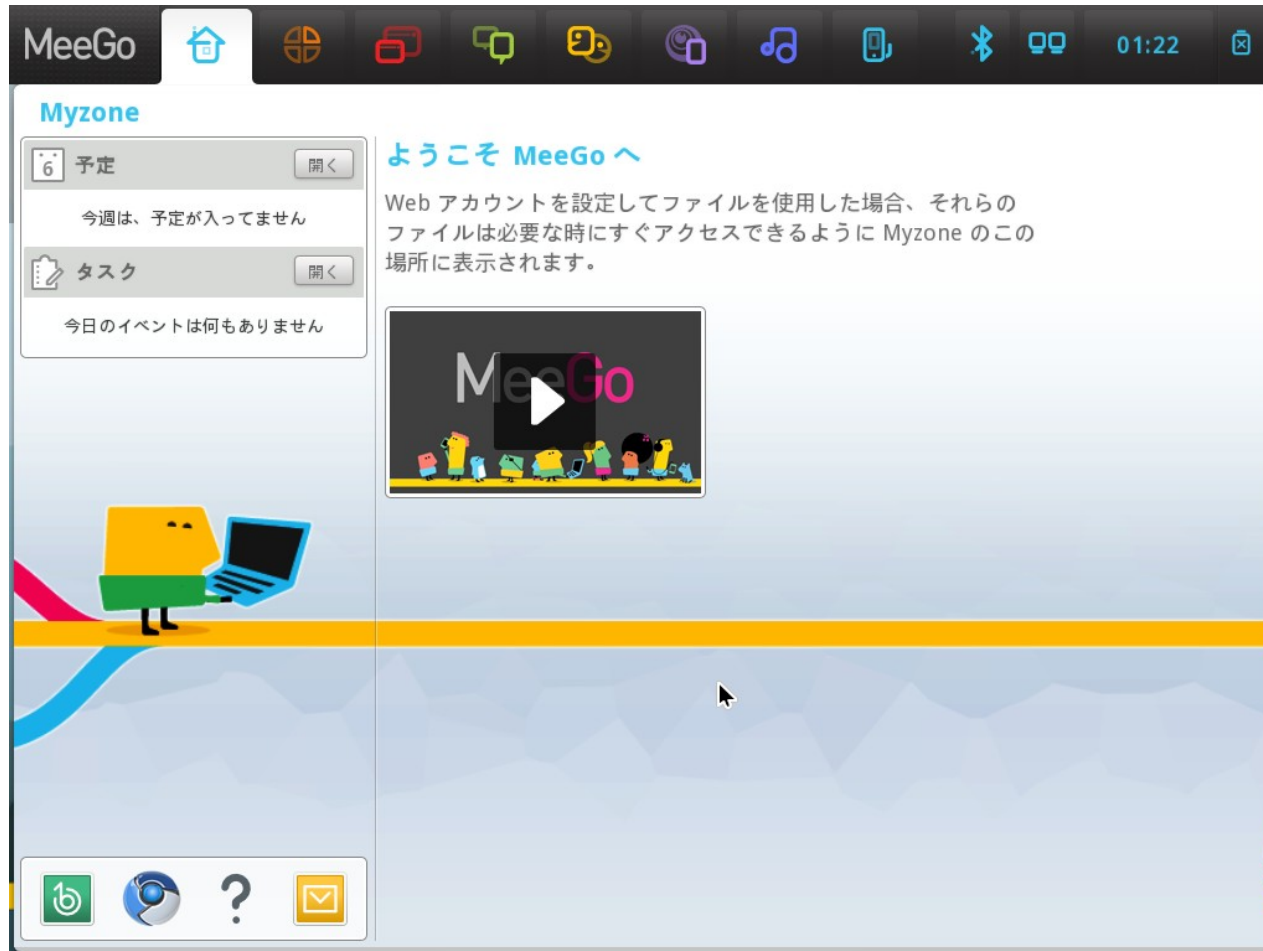 MeeGo
01:22
Myzone
6 予定 開く
今週は、予定が入ってません
タスク 開く
今日のイベントは何もありません
ようこそ MeeGo へ
Web アカウントを設定してファイルを使用した場合、それらの
ファイルは必要な時にすぐアクセスできるように Myzone のこの
場所に表示されます。
MeeGo
?